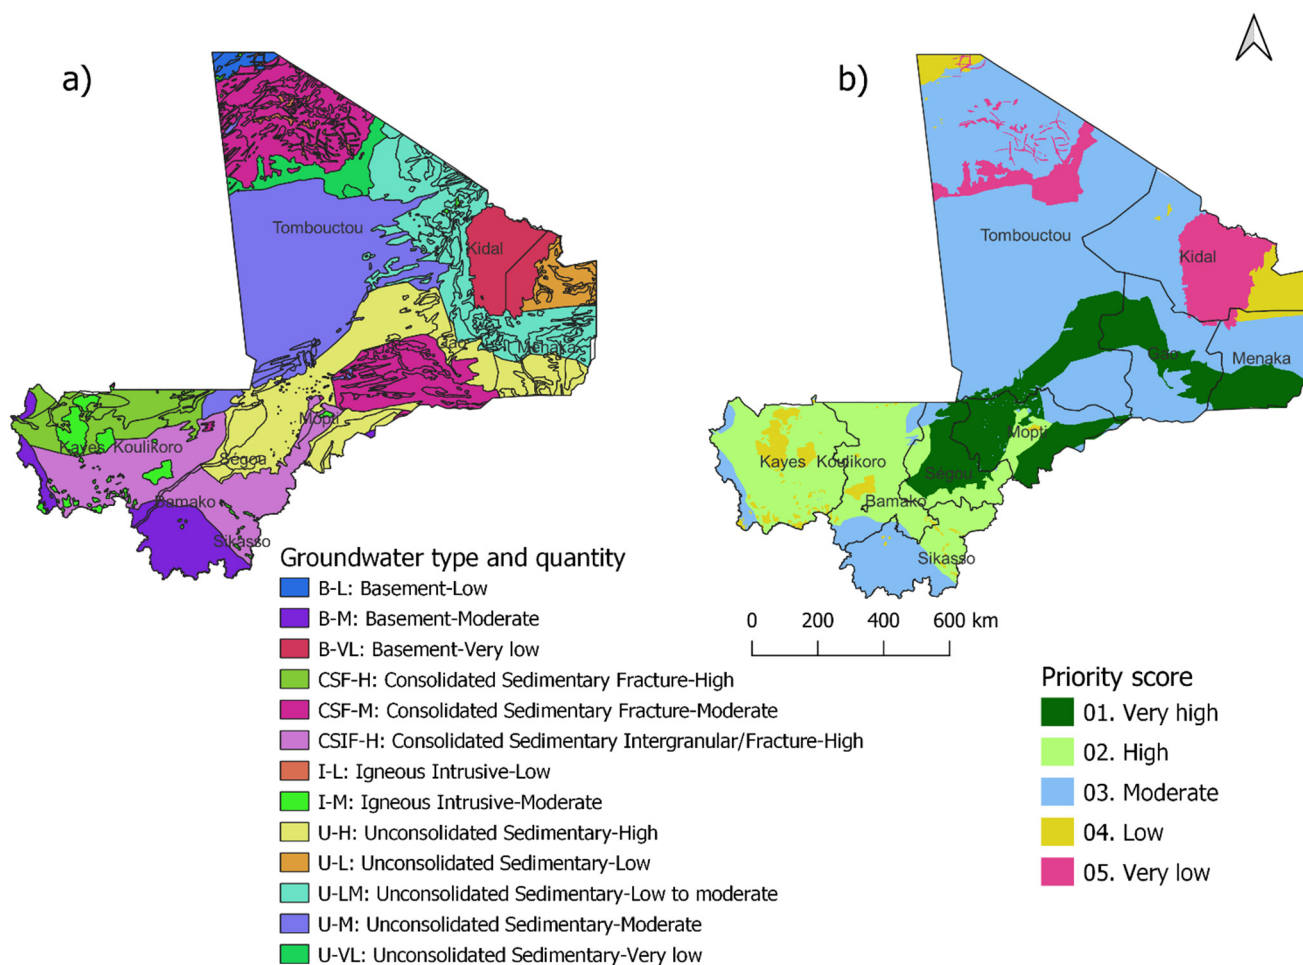 a)
b)
Tombouctou
Kidal
Gao
Menaka
Mopti
Kayes
Koulikoro
Ségou
Bamako
Sikasso
Tombouctou
Kidal
Gao
Menaka
Mopti
Kayes
Koulikoro
Ségou
Bamako
Sikasso
Groundwater type and quantity
B-L: Basement-Low
B-M: Basement-Moderate
B-VL: Basement-Very low
CSF-H: Consolidated Sedimentary Fracture-High
CSF-M: Consolidated Sedimentary Fracture-Moderate
CSIF-H: Consolidated Sedimentary Intergranular/Fracture-High
I-L: Igneous Intrusive-Low
I-M: Igneous Intrusive-Moderate
U-H: Unconsolidated Sedimentary-High
U-L: Unconsolidated Sedimentary-Low
U-LM: Unconsolidated Sedimentary-Low to moderate
U-M: Unconsolidated Sedimentary-Moderate
U-VL: Unconsolidated Sedimentary-Very low
0 200 400 600 km
Priority score
01. Very high
02. High
03. Moderate
04. Low
05. Very low